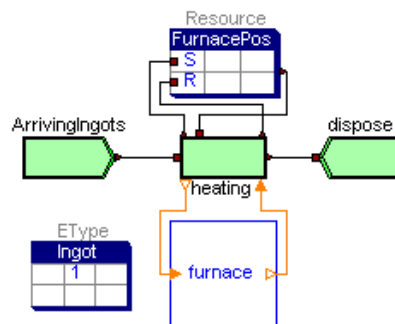 Resource
FurnacePos
S
R
ArrivingIngots
dispose
heating
EType
Ingot
1
furnace